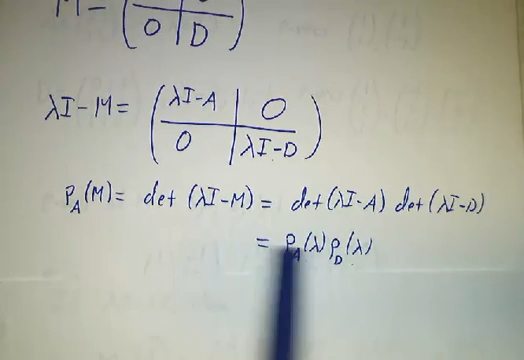 M = ( 0 | D )
λI-M = ( λI-A | 0
0 | λI-D )
P_A(M) = det (λI-M) = det(λI-A) det(λI-D)
= P_A(λ) P_D(λ)